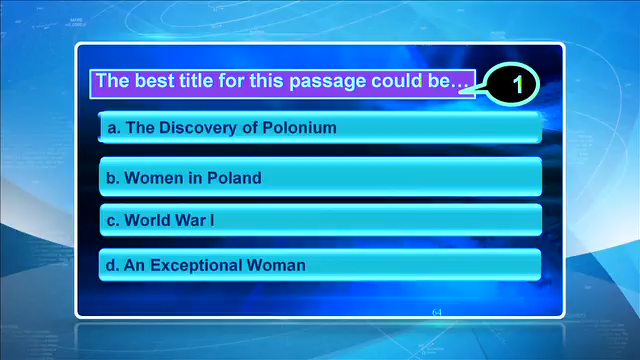 The best title for this passage could be...
1
a. The Discovery of Polonium
b. Women in Poland
c. World War I
d. An Exceptional Woman
64